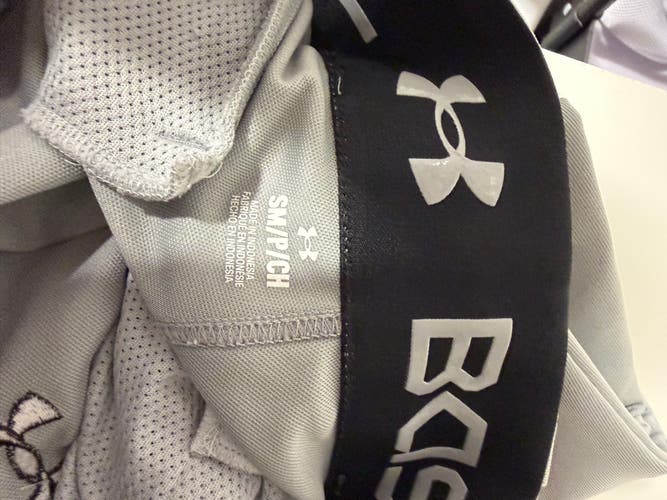 SM/P/CH
MADE IN INDONESIA
FABRIQUÉ EN INDONÉSIE
HECHO EN INDONESIA
Bas